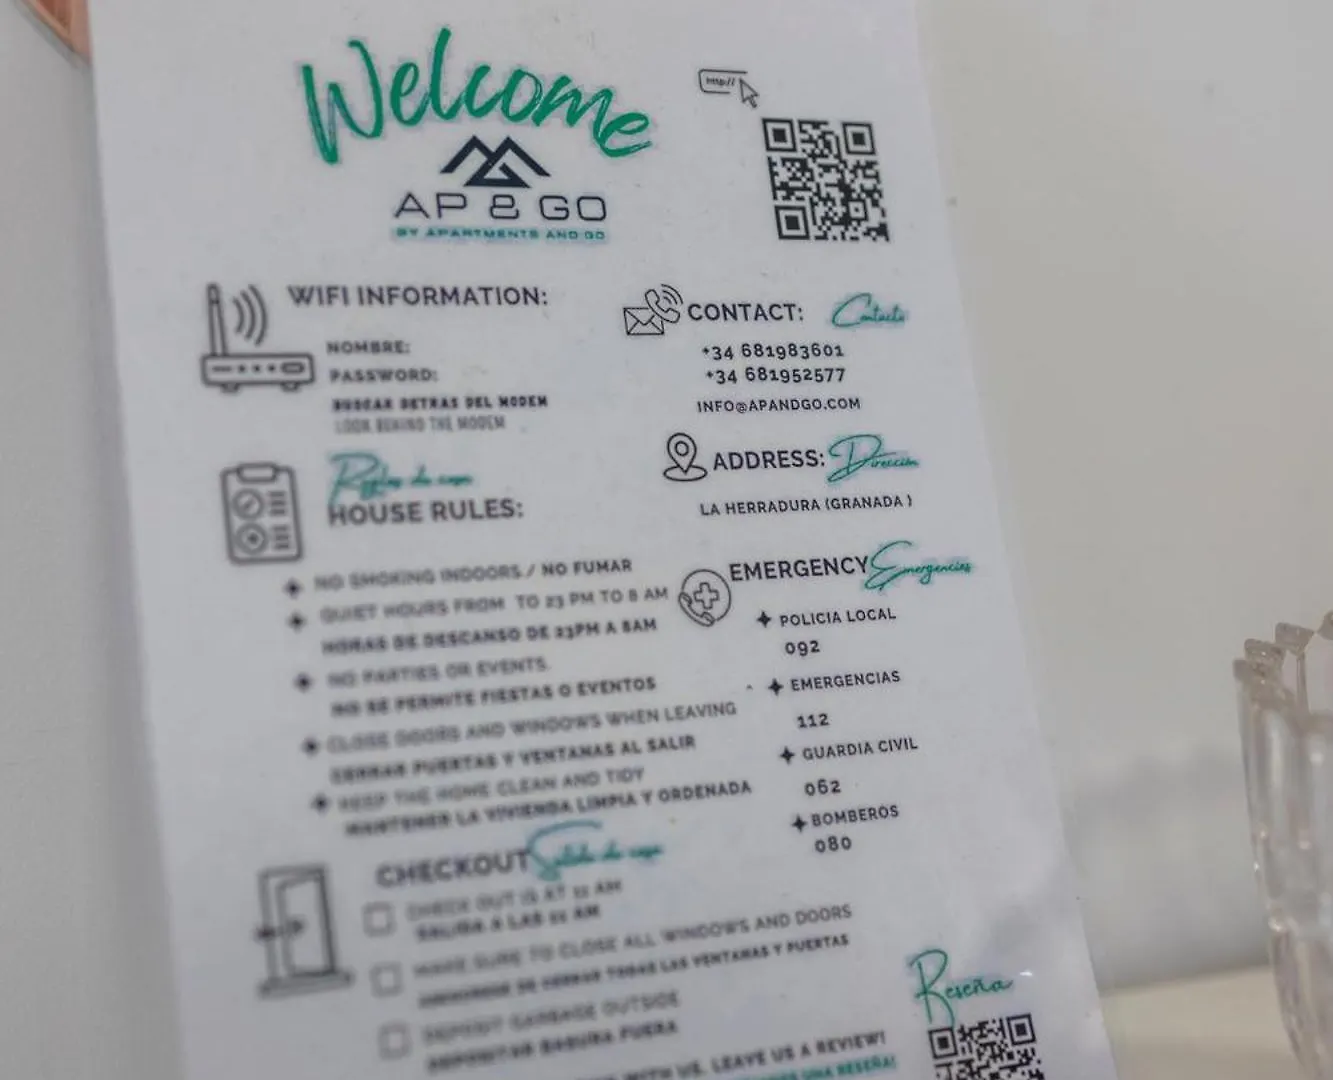 Welcome
http://
AP & GO
BY APARTMENTS AND GO
WIFI INFORMATION:
NOMBRE:
PASSWORD:
BUSCAR DETRAS DEL MODEM
LOOK BEHIND THE MODEM
Reglas de casa
HOUSE RULES:
NO SMOKING INDOORS / NO FUMAR
QUIET HOURS FROM TO 23 PM TO 8 AM
HORAS DE DESCANSO DE 23PM A 8AM
NO PARTIES OR EVENTS
NO SE PERMITE FIESTAS O EVENTOS
CLOSE DOORS AND WINDOWS WHEN LEAVING
CERRAR PUERTAS Y VENTANAS AL SALIR
KEEP THE HOME CLEAN AND TIDY
MANTENER LA VIVIENDA LIMPIA Y ORDENADA
CHECKOUT Salida de casa
CHECK OUT IS AT 11 AM
SALIDA A LAS 11 AM
MAKE SURE TO CLOSE ALL WINDOWS AND DOORS
DE CERRAR TODAS LAS VENTANAS Y PUERTAS
DEPOSIT GARBAGE OUTSIDE
DEPOSITAR BASURA FUERA
WITH US. LEAVE US A REVIEW!
UNA RESEÑA!
CONTACT: Contacto
+34 681983601
+34 681952577
INFO@APANDGO.COM
ADDRESS: Dirección
LA HERRADURA (GRANADA )
EMERGENCY Emergencias
POLICIA LOCAL
092
EMERGENCIAS
112
GUARDIA CIVIL
062
BOMBEROS
080
Reseña